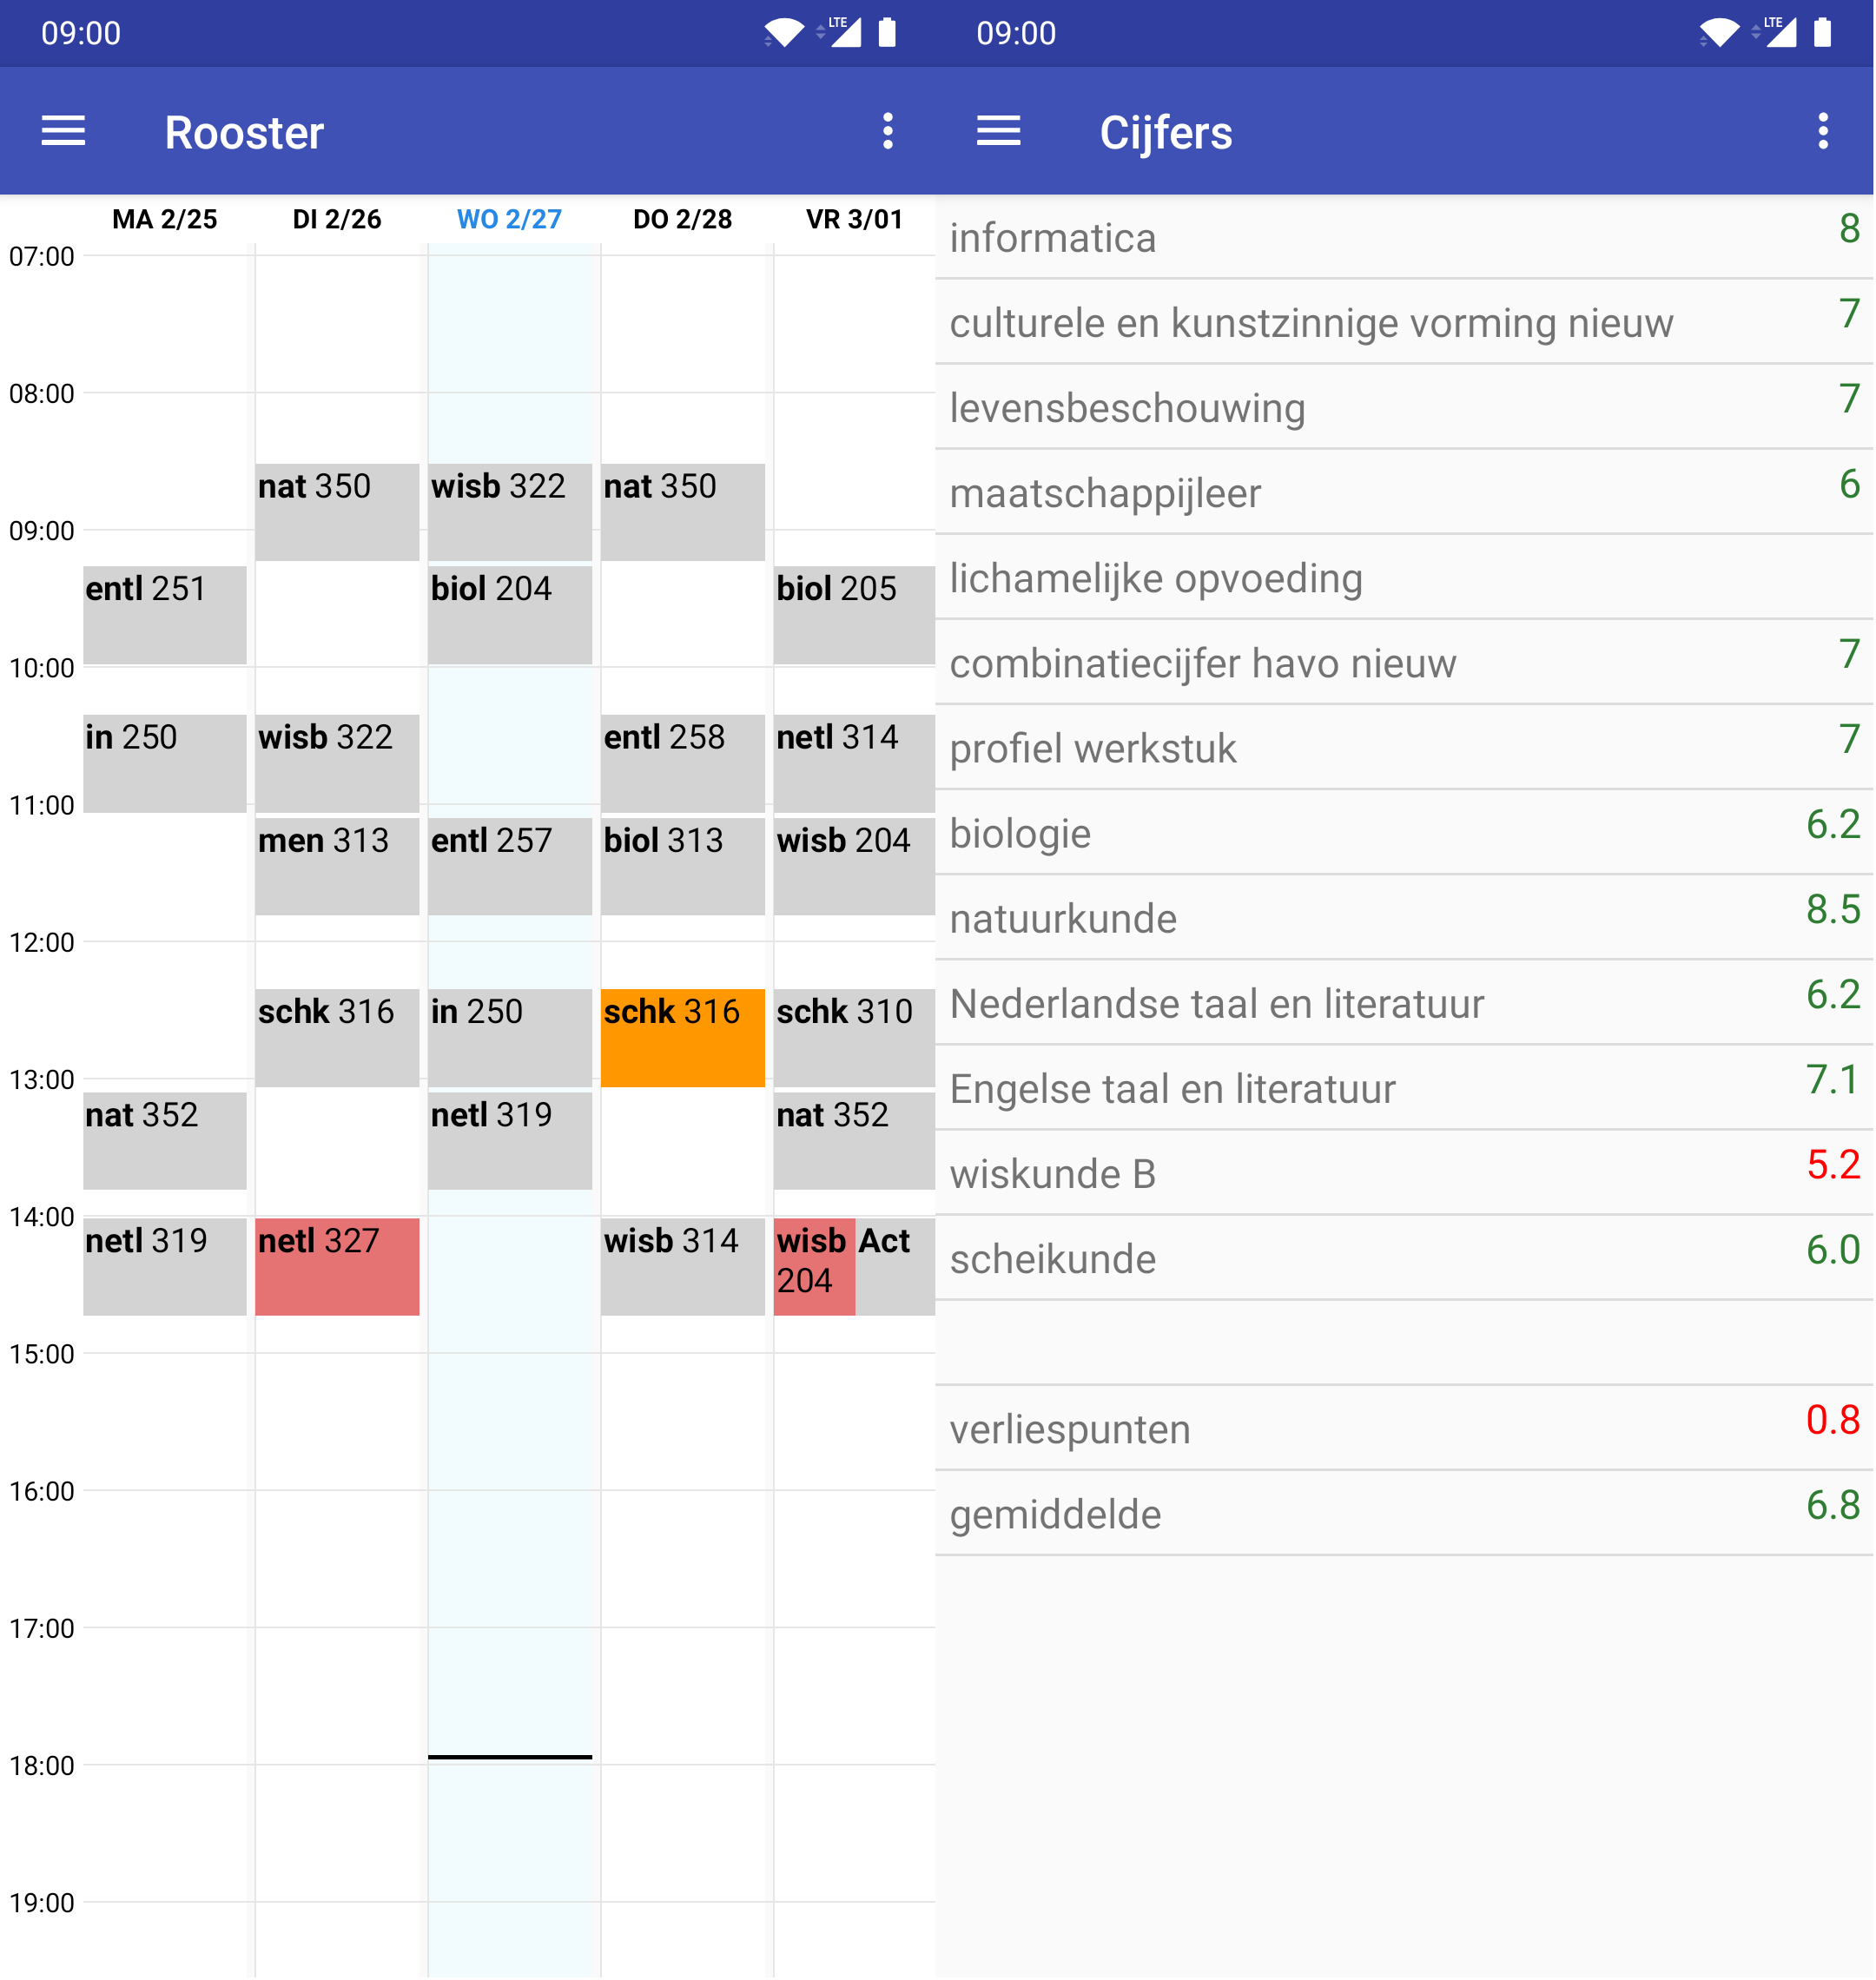 09:00
LTE
Rooster
MA 2/25 DI 2/26 WO 2/27 DO 2/28 VR 3/01
07:00
08:00
nat 350 wisb 322 nat 350
09:00
entl 251 biol 204 biol 205
10:00
in 250 wisb 322 entl 258 netl 314
11:00
men 313 entl 257 biol 313 wisb 204
12:00
schk 316 in 250 schk 316 schk 310
13:00
nat 352 netl 319 nat 352
14:00
netl 319 netl 327 wisb 314 wisb Act
204
15:00
16:00
17:00
18:00
19:00
09:00
LTE
Cijfers
informatica 8
culturele en kunstzinnige vorming nieuw 7
levensbeschouwing 7
maatschappijleer 6
lichamelijke opvoeding
combinatiecijfer havo nieuw 7
profiel werkstuk 7
biologie 6.2
natuurkunde 8.5
Nederlandse taal en literatuur 6.2
Engelse taal en literatuur 7.1
wiskunde B 5.2
scheikunde 6.0
verliespunten 0.8
gemiddelde 6.8